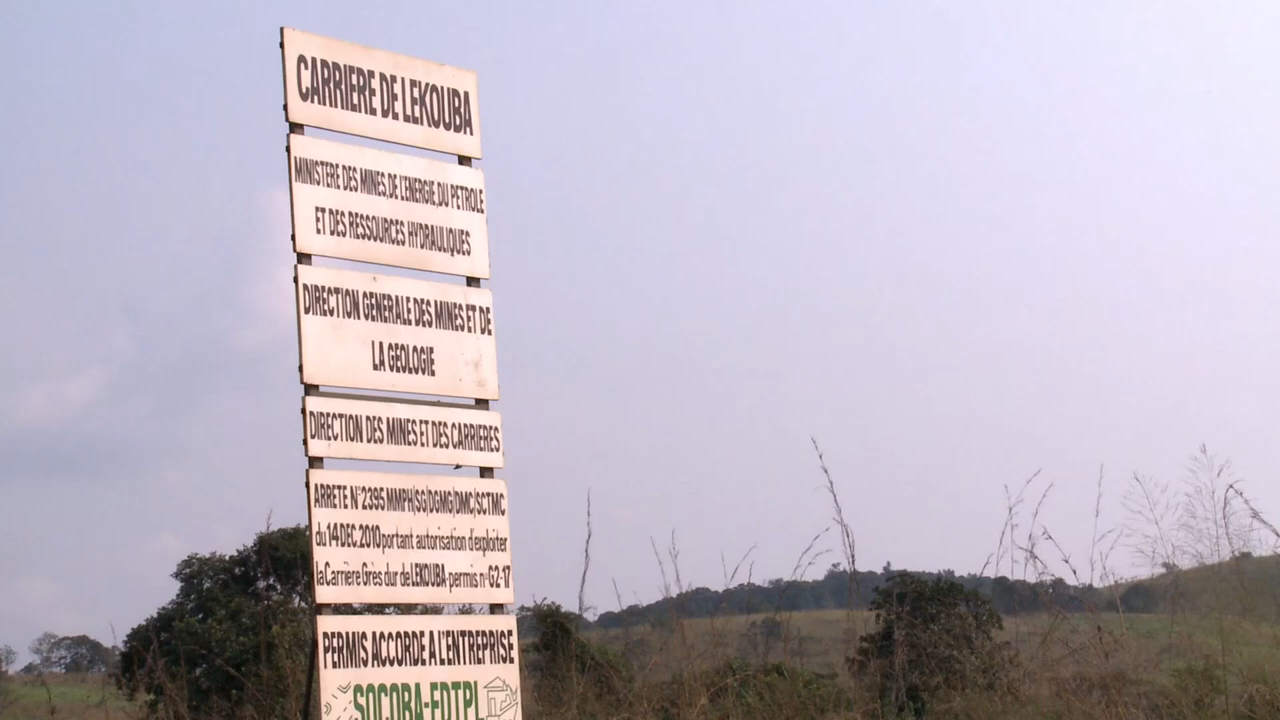 CARRIERE DE LEKOUBA
MINISTERE DES MINES,DE L'ENERGIE,DU PETROLE
ET DES RESSOURCES HYDRAULIQUES
DIRECTION GENERALE DES MINES ET DE
LA GEOLOGIE
DIRECTION DES MINES ET DES CARRIERES
ARRETE N°2395 MMPH/SG/DGMG/DMC/SCTMC
du 14 DEC.2010 portant autorisation d'exploiter
la Carrière Grès dur de LEKOUBA-permis n°G2-17
PERMIS ACCORDE A L'ENTREPRISE
SOCOBA-EDTPL